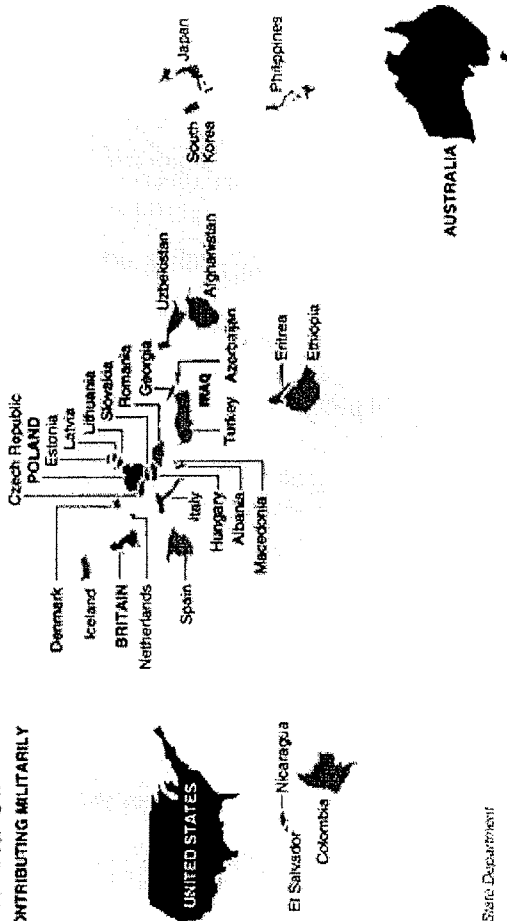 ONTRIBUTING MILITARILY
UNITED STATES
El Salvador
Nicaragua
Colombia
Denmark
Iceland
BRITAIN
Netherlands
Spain
Czech Republic
POLAND
Estonia
Latvia
Lithuania
Slovakia
Romania
Georgia
Italy
Hungary
Albania
Macedonia
Turkey
IRAQ
Azerbaijan
Uzbekistan
Afghanistan
Eritrea
Ethiopia
South
Korea
Japan
Philippines
AUSTRALIA
State Department